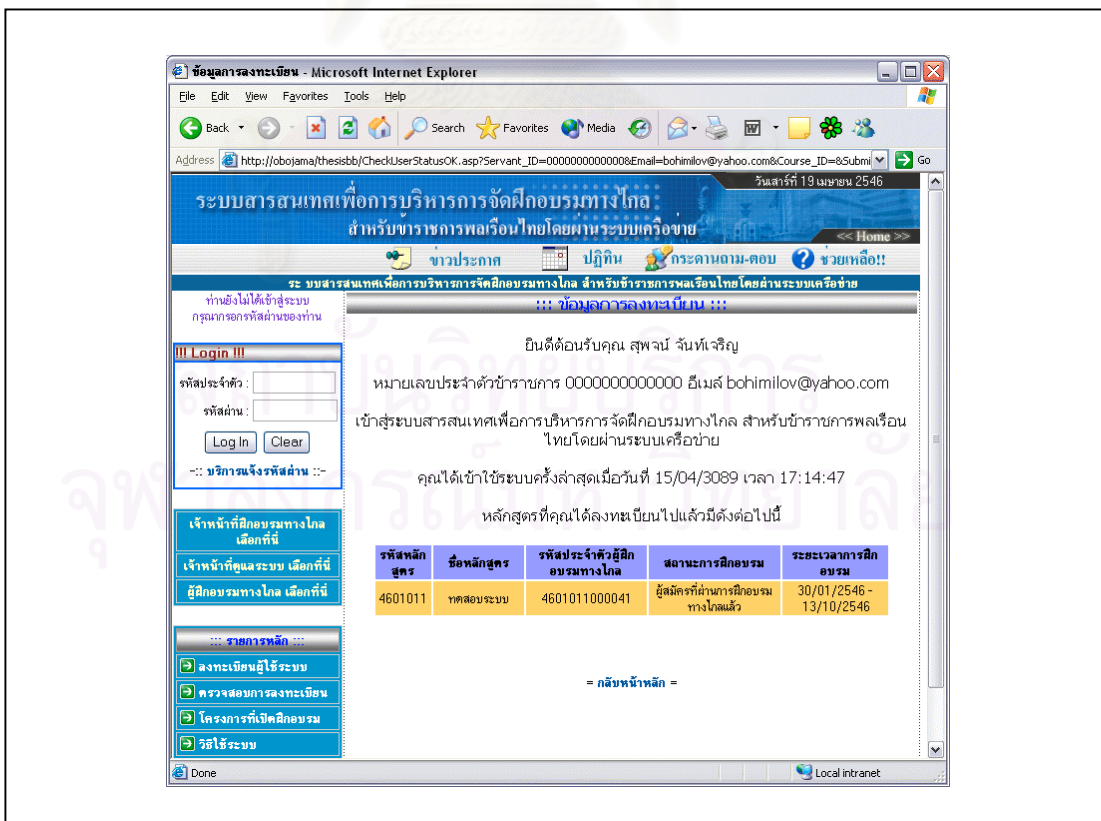 ข้อมูลการลงทะเบียน - Microsoft Internet Explorer
File Edit View Favorites Tools Help
Back Search Favorites Media
Address http://obojama/thesisbb/CheckUserStatusOK.asp?Servant_ID=0000000000000&Email=bohimilov@yahoo.com&Course_ID=&Submi Go
วันเสาร์ที่ 19 เมษายน 2546
ระบบสารสนเทศเพื่อการบริหารการจัดฝึกอบรมทางไกล
สำหรับข้าราชการพลเรือนไทยโดยผ่านระบบเครือข่าย
<< Home >>
ข่าวประกาศ ปฏิทิน กระดานถาม-ตอบ ช่วยเหลือ!!
ระ บบสารสนเทศเพื่อการบริหารการจัดฝึกอบรมทางไกล สำหรับข้าราชการพลเรือนไทยโดยผ่านระบบเครือข่าย
ท่านยังไม่ได้เข้าสู่ระบบ
กรุณากรอกรหัสผ่านของท่าน
!!! Login !!!
รหัสประจำตัว :
รหัสผ่าน :
Log In Clear
-:: บริการแจ้งรหัสผ่าน ::-
เจ้าหน้าที่ฝึกอบรมทางไกล
เลือกที่นี่
เจ้าหน้าที่ดูแลระบบ เลือกที่นี่
ผู้ฝึกอบรมทางไกล เลือกที่นี่
::: รายการหลัก :::
ลงทะเบียนผู้ใช้ระบบ
ตรวจสอบการลงทะเบียน
โครงการที่เปิดฝึกอบรม
วิธีใช้ระบบ
::: ข้อมูลการลงทะเบียน :::
ยินดีต้อนรับคุณ สุพจน์ จันท์เจริญ
หมายเลขประจำตัวข้าราชการ 0000000000000 อีเมล์ bohimilov@yahoo.com
เข้าสู่ระบบสารสนเทศเพื่อการบริหารการจัดฝึกอบรมทางไกล สำหรับข้าราชการพลเรือน
ไทยโดยผ่านระบบเครือข่าย
คุณได้เข้าใช้ระบบครั้งล่าสุดเมื่อวันที่ 15/04/3089 เวลา 17:14:47
หลักสูตรที่คุณได้ลงทะเบียนไปแล้วมีดังต่อไปนี้
รหัสหลัก
สูตร
ชื่อหลักสูตร
รหัสประจำตัวผู้ฝึก
อบรมทางไกล
สถานะการฝึกอบรม
ระยะเวลาการฝึก
อบรม
4601011
ทดสอบระบบ
4601011000041
ผู้สมัครที่ผ่านการฝึกอบรม
ทางไกลแล้ว
30/01/2546 -
13/10/2546
= กลับหน้าหลัก =
Done Local intranet
สถาบันวิทยบริการ
จุฬาลงกรณ์มหาวิทยาลัย